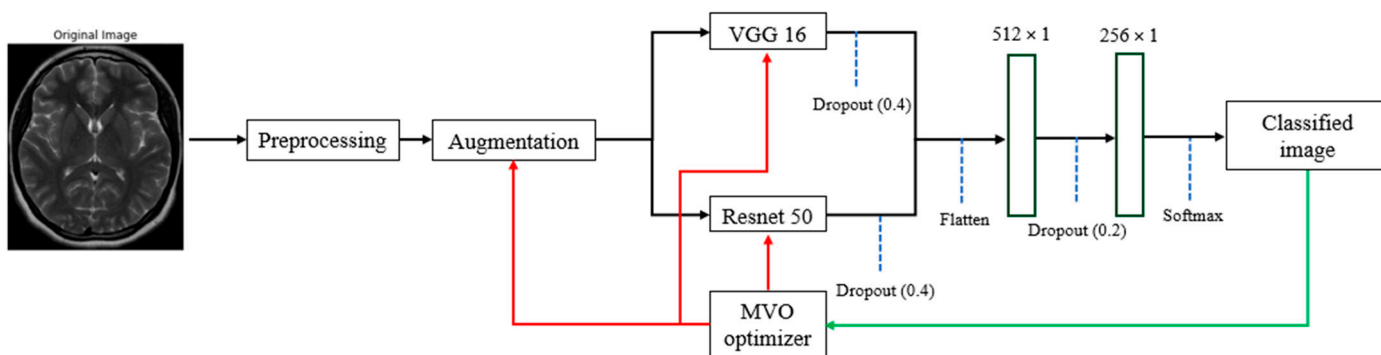 Original Image
Preprocessing
Augmentation
VGG 16
Dropout (0.4)
Resnet 50
Dropout (0.4)
MVO
optimizer
Flatten
512 × 1
Dropout (0.2)
256 × 1
Softmax
Classified
image